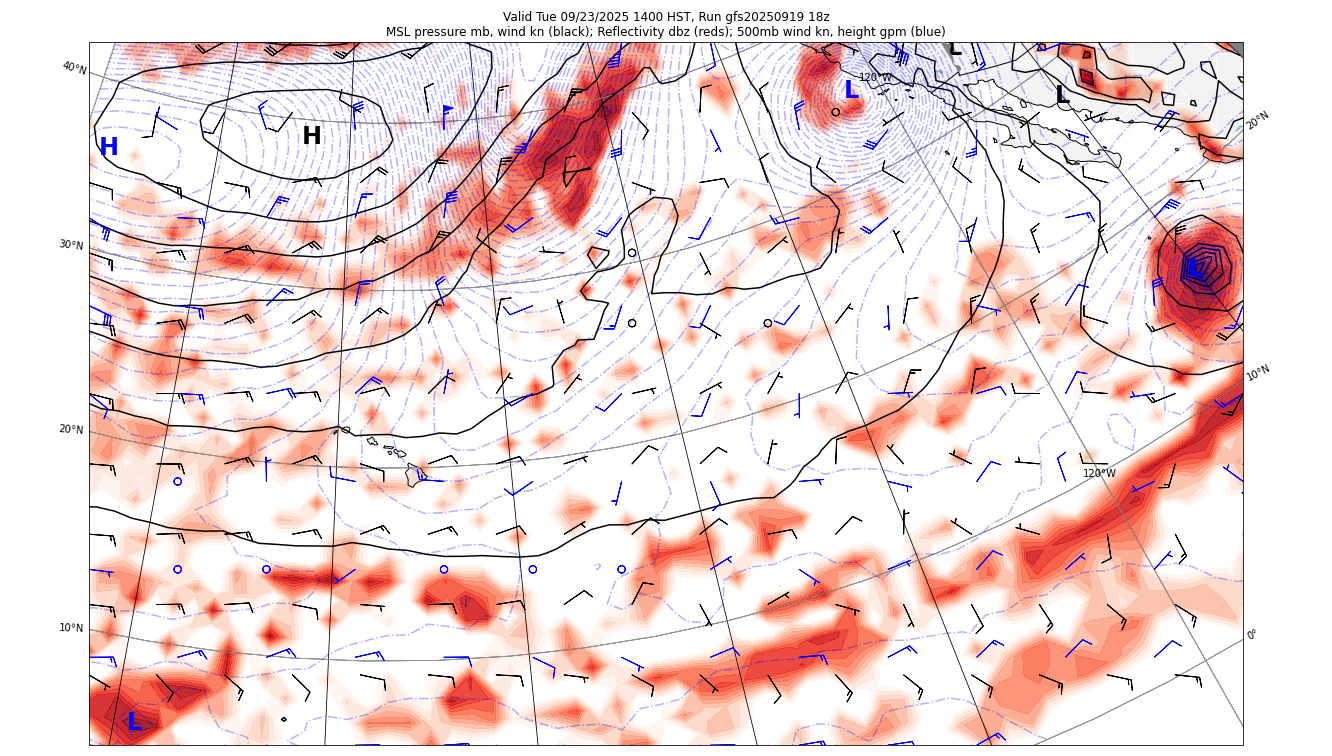 Valid Tue 09/23/2025 1400 HST, Run gfs20250919 18z
MSL pressure mb, wind kn (black); Reflectivity dbz (reds); 500mb wind kn, height gpm (blue)
L
40°N
120°W
L
L
20°N
H
H
30°N
L
10°N
20°N
120°W
10°N
0°
L